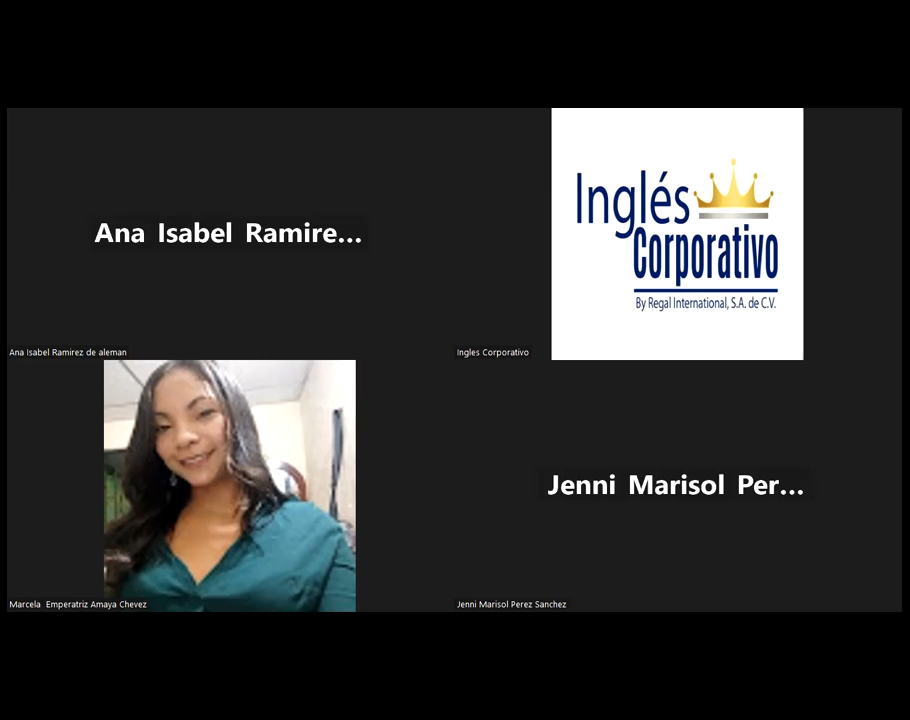 Ana Isabel Ramire...
Ana Isabel Ramirez de aleman
Inglés
Corporativo
By Regal International, S.A. de C.V.
Ingles Corporativo
Marcela Emperatriz Amaya Chevez
Jenni Marisol Per...
Jenni Marisol Perez Sanchez